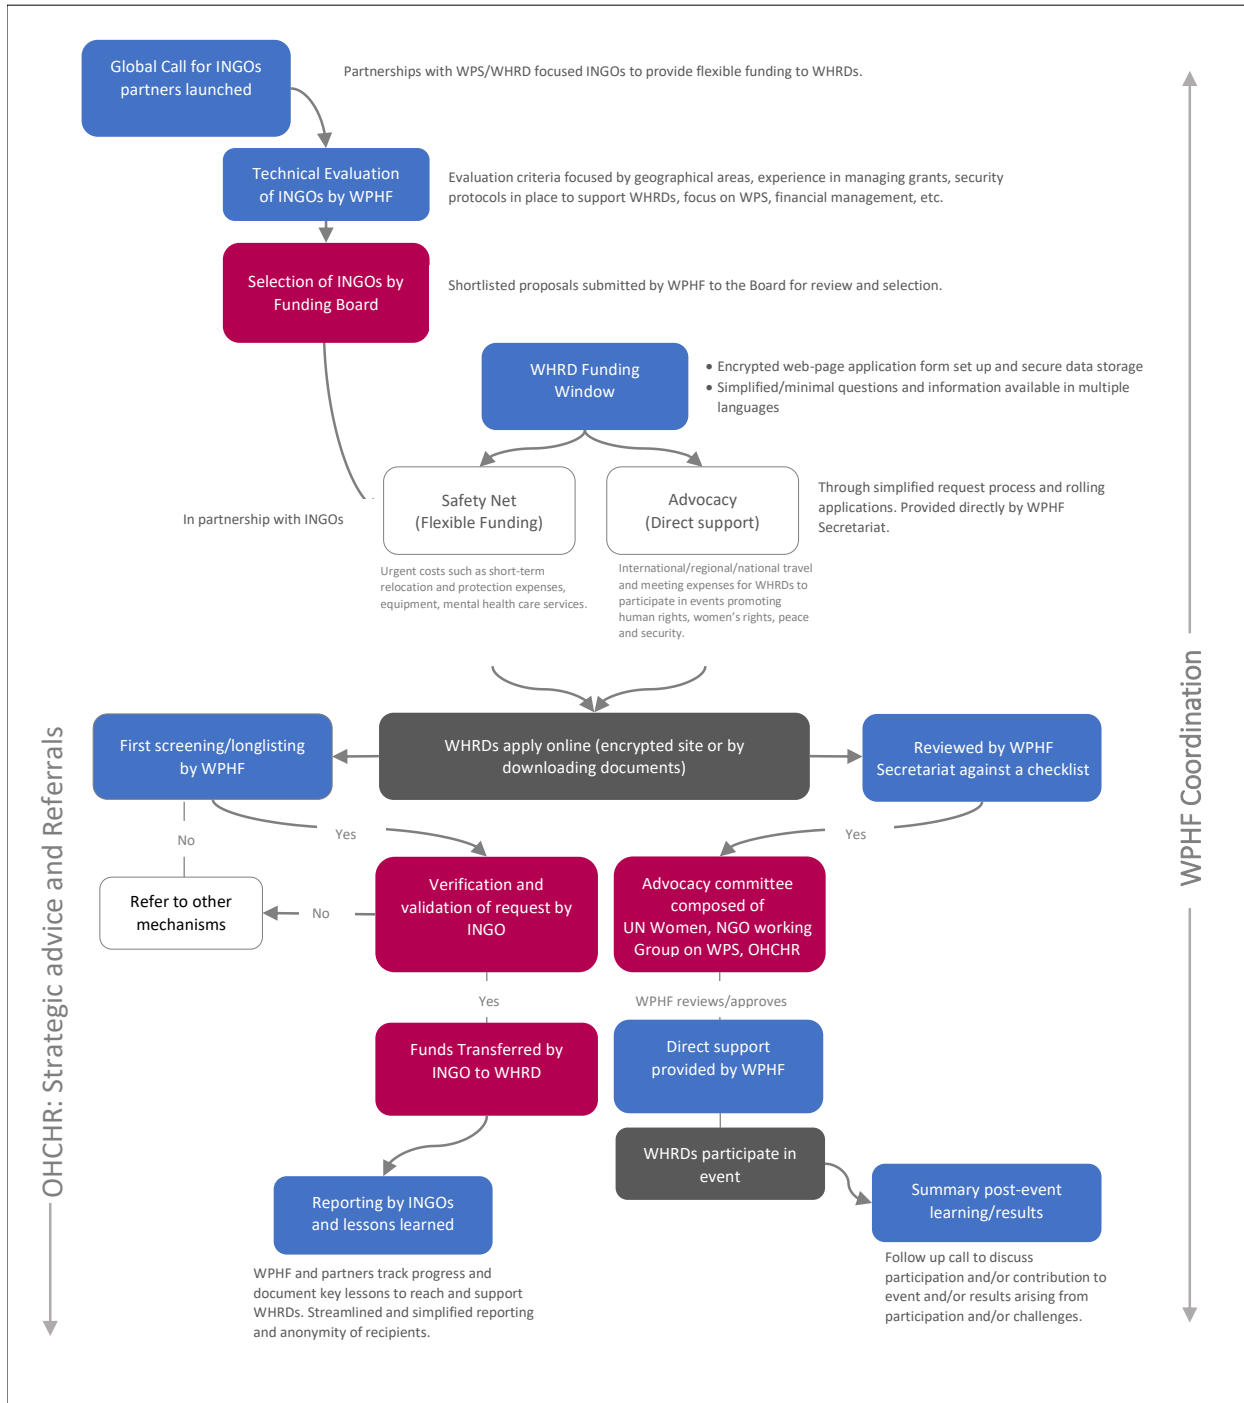 Global Call for INGOs
partners launched
Partnerships with WPS/WHRD focused INGOs to provide flexible funding to WHRDs.
Technical Evaluation
of INGOs by WPHF
Evaluation criteria focused by geographical areas, experience in managing grants, security
protocols in place to support WHRDs, focus on WPS, financial management, etc.
Selection of INGOs by
Funding Board
Shortlisted proposals submitted by WPHF to the Board for review and selection.
WHRD Funding
Window
• Encrypted web-page application form set up and secure data storage
• Simplified/minimal questions and information available in multiple
languages
In partnership with INGOs
Safety Net
(Flexible Funding)
Advocacy
(Direct support)
Through simplified request process and rolling
applications. Provided directly by WPHF
Secretariat.
Urgent costs such as short-term
relocation and protection expenses,
equipment, mental health care services.
International/regional/national travel
and meeting expenses for WHRDs to
participate in events promoting
human rights, women's rights, peace
and security.
WPHF Coordination
OHCHR: Strategic advice and Referrals
First screening/longlisting
by WPHF
WHRDs apply online (encrypted site or by
downloading documents)
Reviewed by WPHF
Secretariat against a checklist
No
Yes
Yes
Refer to other
mechanisms
No
Verification and
validation of request by
INGO
Advocacy committee
composed of
UN Women, NGO working
Group on WPS, OHCHR
Yes
WPHF reviews/approves
Funds Transferred by
INGO to WHRD
Direct support
provided by WPHF
WHRDs participate in
event
Reporting by INGOs
and lessons learned
Summary post-event
learning/results
WPHF and partners track progress and
document key lessons to reach and support
WHRDs. Streamlined and simplified reporting
and anonymity of recipients.
Follow up call to discuss
participation and/or contribution to
event and/or results arising from
participation and/or challenges.